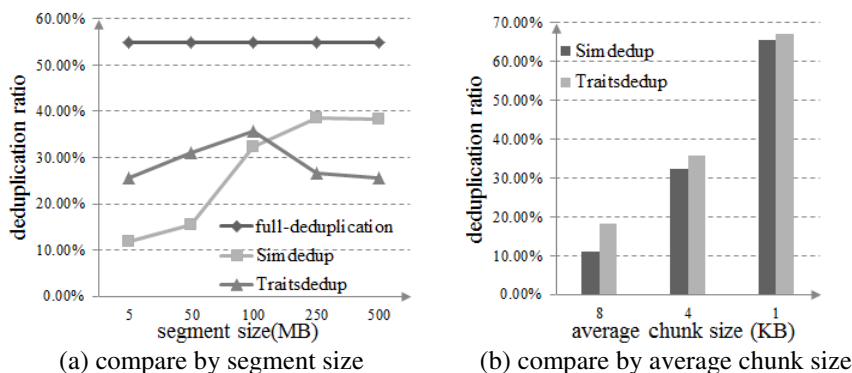 60.00%
50.00%
40.00%
30.00%
20.00%
10.00%
0.00%
deduplication ratio
full-deduplication
Simdedup
Traitsdedup
5 50 100 250 500
segment size(MB)
(a) compare by segment size
70.00%
60.00%
50.00%
40.00%
30.00%
20.00%
10.00%
0.00%
deduplication ratio
Simdedup
Traitsdedup
8 4 1
average chunk size (KB)
(b) compare by average chunk size